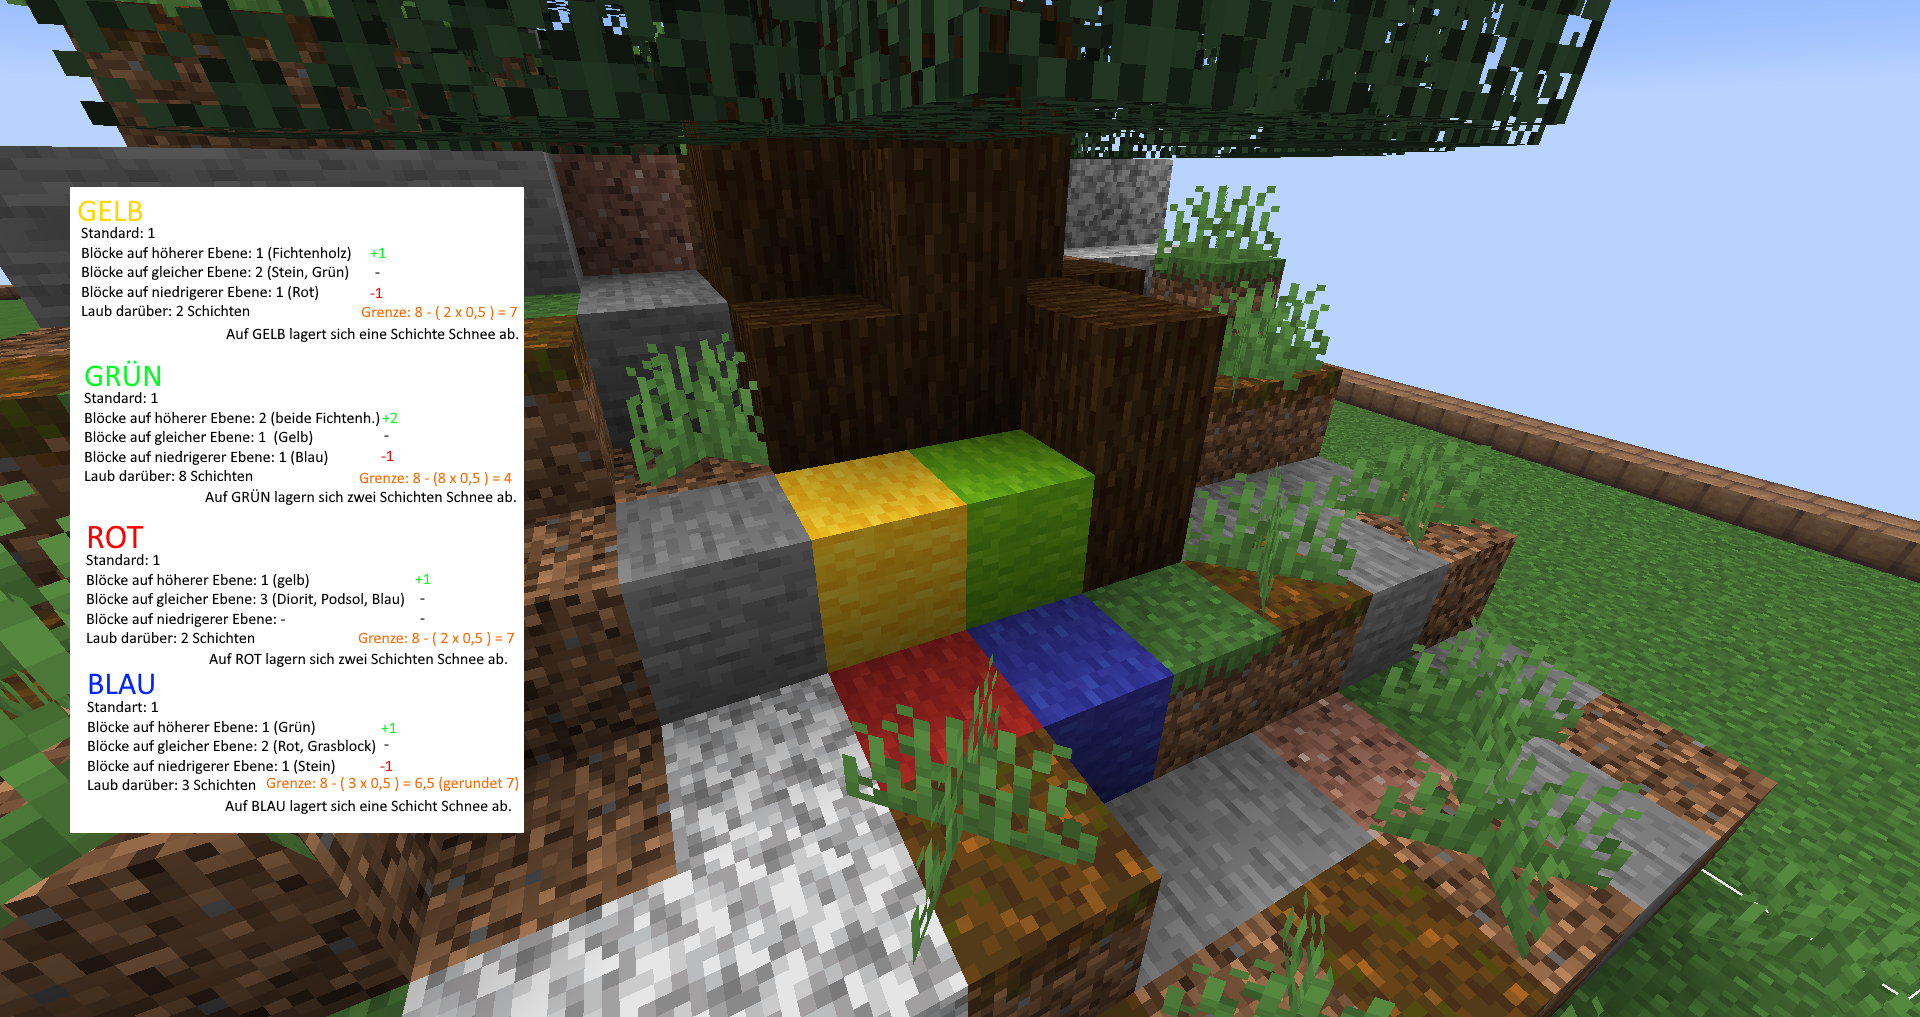 GELB
Standard: 1
Blöcke auf höherer Ebene: 1 (Fichtenholz) +1
Blöcke auf gleicher Ebene: 2 (Stein, Grün) -
Blöcke auf niedrigerer Ebene: 1 (Rot) -1
Laub darüber: 2 Schichten Grenze: 8 - ( 2 x 0,5 ) = 7
Auf GELB lagert sich eine Schichte Schnee ab.
GRÜN
Standard: 1
Blöcke auf höherer Ebene: 2 (beide Fichtenh.) +2
Blöcke auf gleicher Ebene: 1 (Gelb) -
Blöcke auf niedrigerer Ebene: 1 (Blau) -1
Laub darüber: 8 Schichten Grenze: 8 - (8 x 0,5 ) = 4
Auf GRÜN lagern sich zwei Schichten Schnee ab.
ROT
Standard: 1
Blöcke auf höherer Ebene: 1 (gelb) +1
Blöcke auf gleicher Ebene: 3 (Diorit, Podsol, Blau) -
Blöcke auf niedrigerer Ebene: - -
Laub darüber: 2 Schichten Grenze: 8 - ( 2 x 0,5 ) = 7
Auf ROT lagern sich zwei Schichten Schnee ab.
BLAU
Standart: 1
Blöcke auf höherer Ebene: 1 (Grün) +1
Blöcke auf gleicher Ebene: 2 (Rot, Grasblock) -
Blöcke auf niedrigerer Ebene: 1 (Stein) -1
Laub darüber: 3 Schichten Grenze: 8 - ( 3 x 0,5 ) = 6,5 (gerundet 7)
Auf BLAU lagert sich eine Schicht Schnee ab.